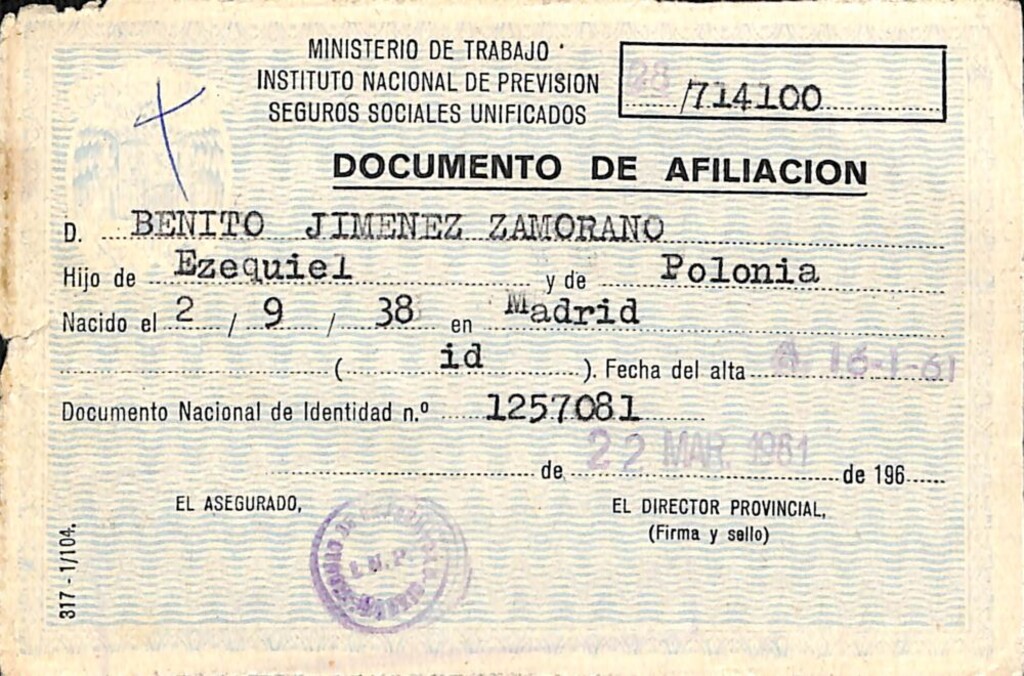 MINISTERIO DE TRABAJO
INSTITUTO NACIONAL DE PREVISION
SEGUROS SOCIALES UNIFICADOS
28 /714100
DOCUMENTO DE AFILIACION
D. BENITO JIMENEZ ZAMORANO
Hijo de Ezequiel y de Polonia
Nacido el 2 / 9 / 38 en Madrid
( id ). Fecha del alta A. 16-1-61
Documento Nacional de Identidad n.º 1257081
de 22 MAR. 1961 de 196
EL ASEGURADO,
EL DIRECTOR PROVINCIAL,
(Firma y sello)
I.N.P.
317 - 1/104.